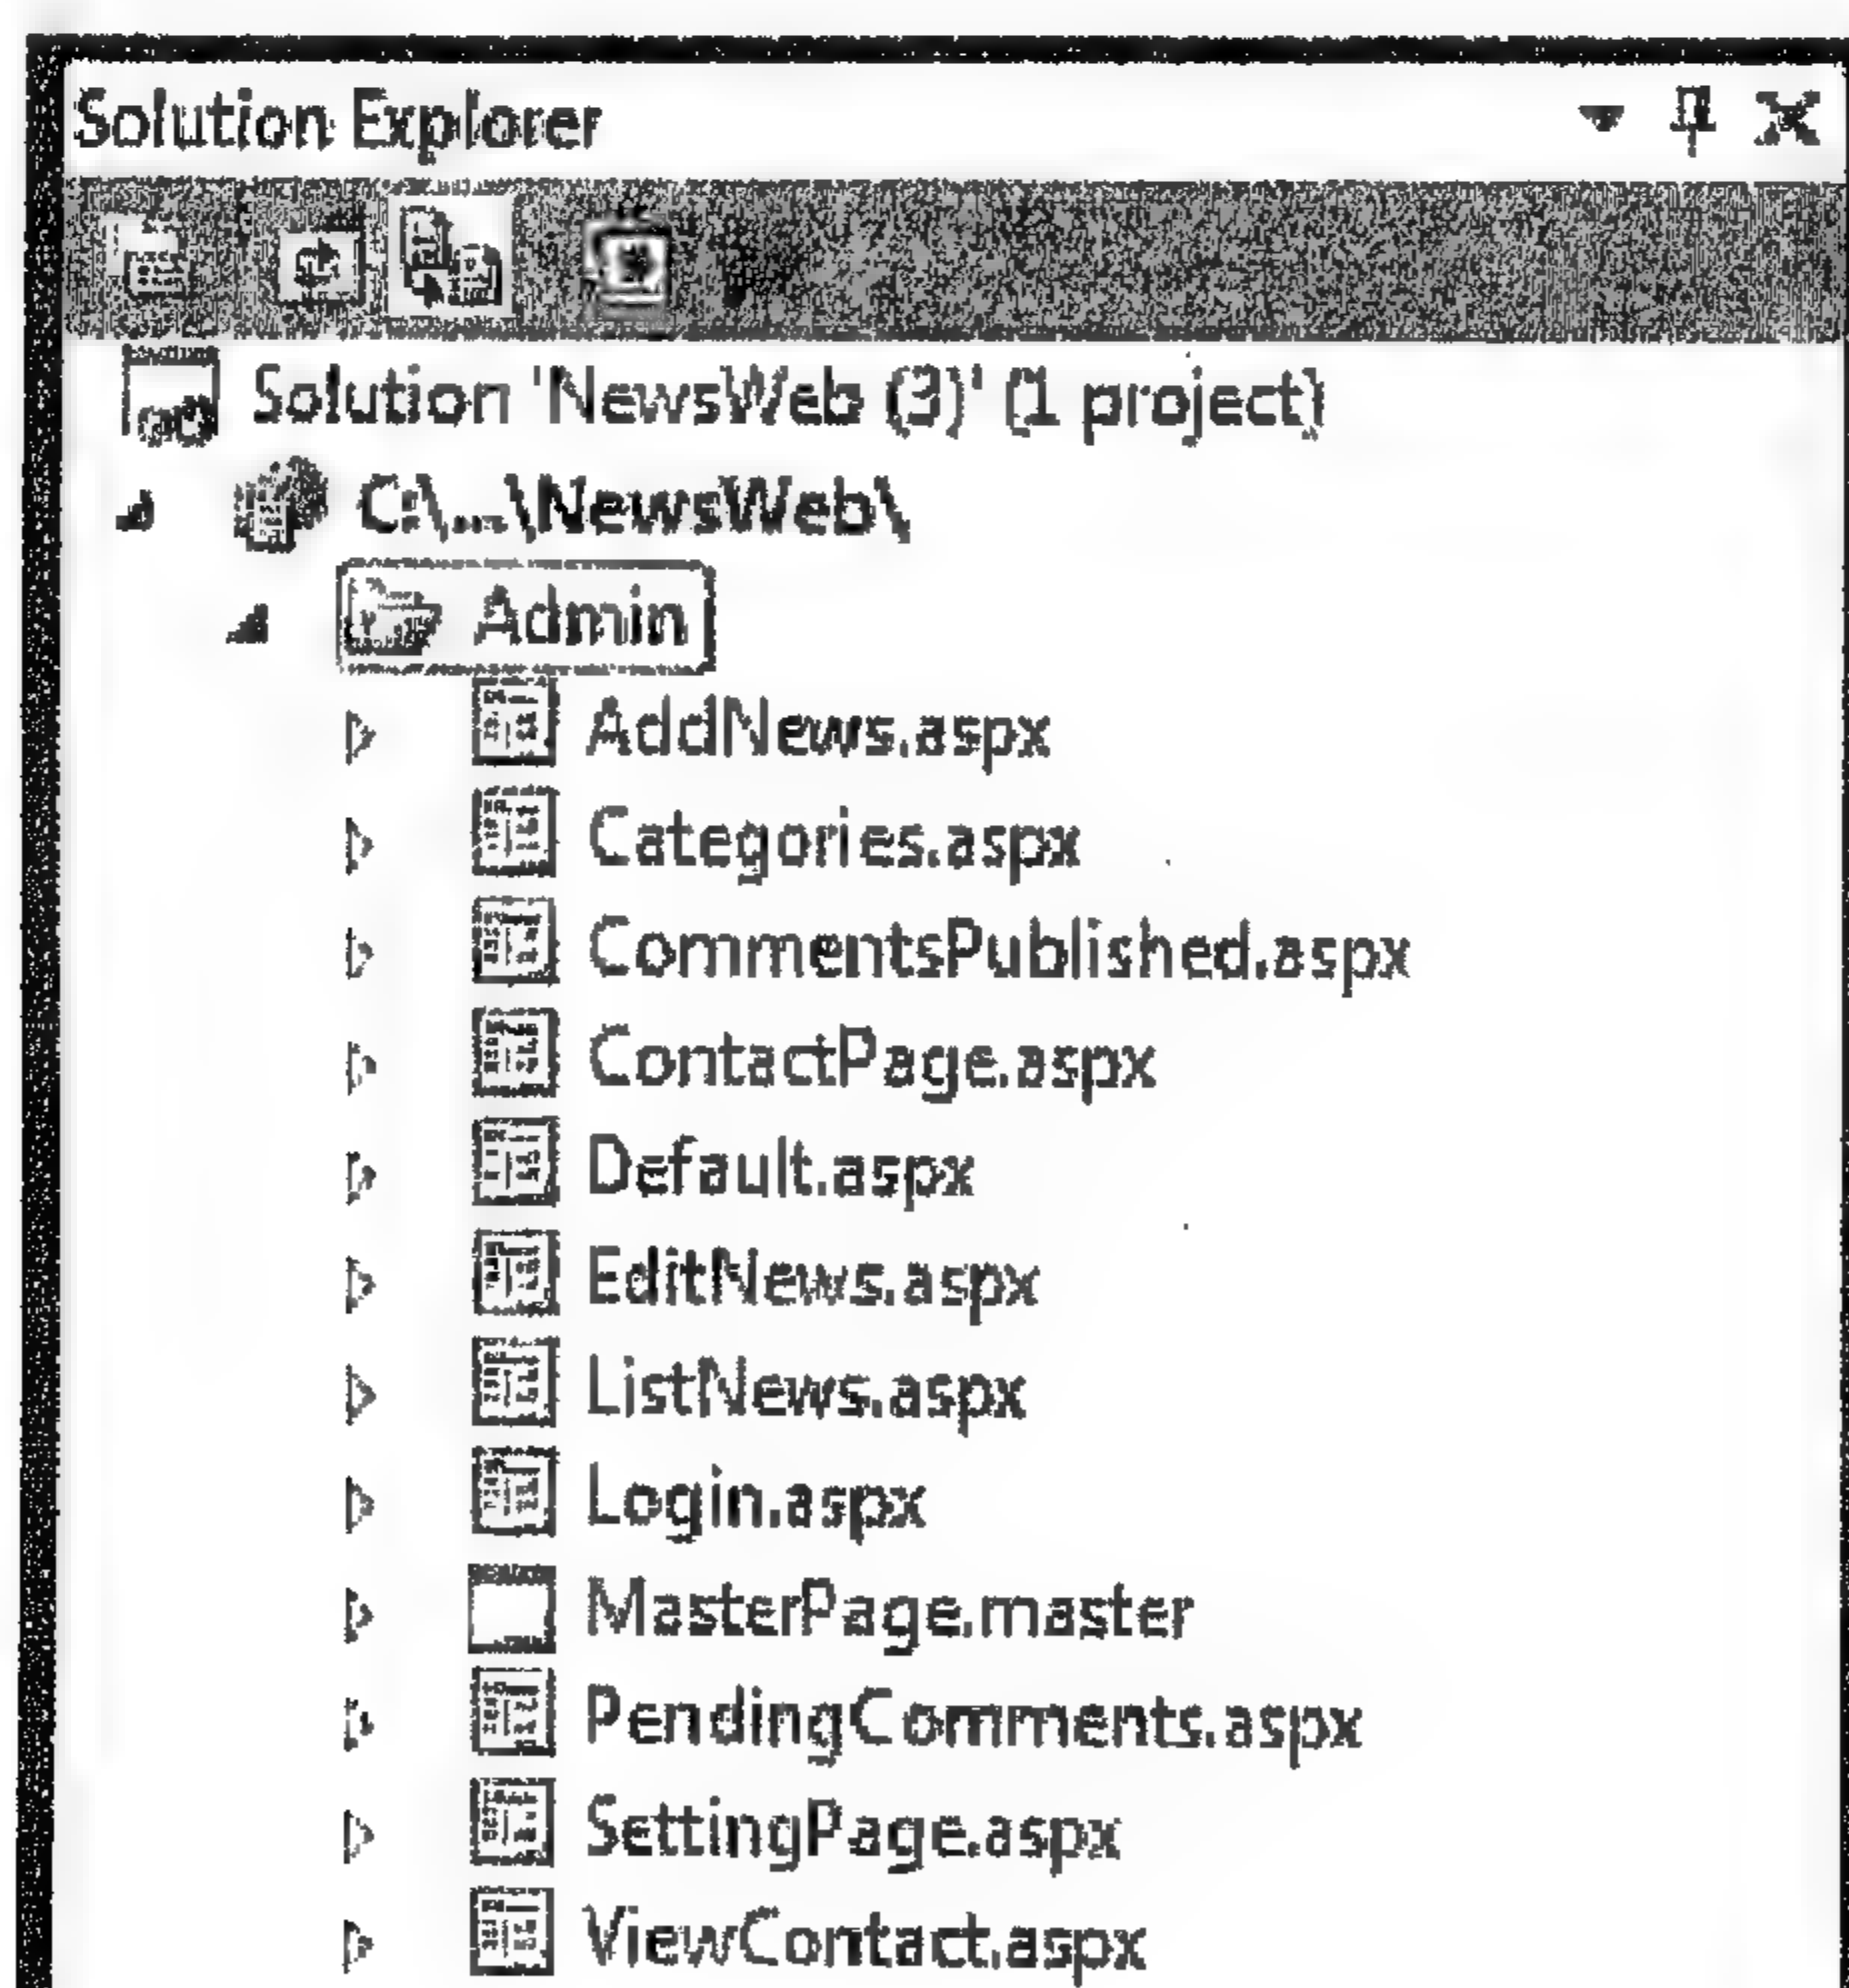 Solution Explorer
Solution 'NewsWeb (3)' (1 project)
C:\...\NewsWeb\
Admin
AddNews.aspx
Categories.aspx
CommentsPublished.aspx
ContactPage.aspx
Default.aspx
EditNews.aspx
ListNews.aspx
Login.aspx
MasterPage.master
PendingComments.aspx
SettingPage.aspx
ViewContact.aspx